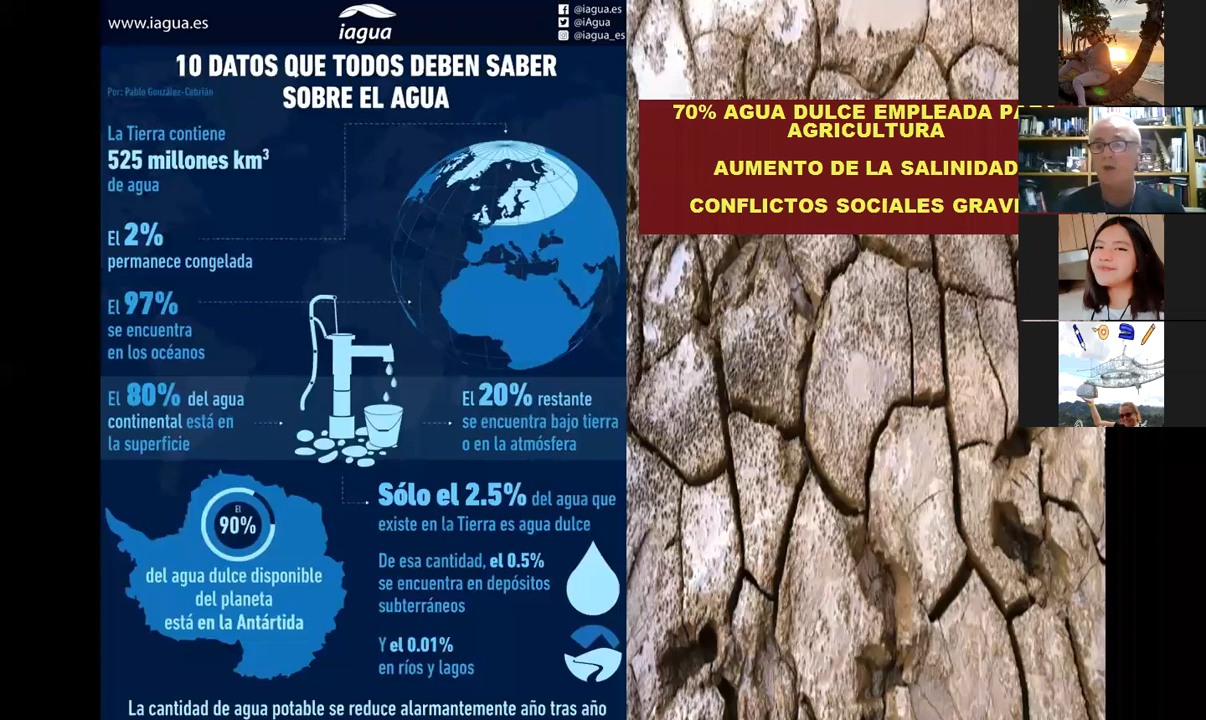 www.iagua.es
iagua
@iagua.es
@iAgua
@iagua_es
10 DATOS QUE TODOS DEBEN SABER
SOBRE EL AGUA
Por: Pablo González-Cebrián
La Tierra contiene
525 millones km³
de agua
El 2%
permanece congelada
El 97%
se encuentra
en los océanos
El 80% del agua
continental está en
la superficie
El 20% restante
se encuentra bajo tierra
o en la atmósfera
Sólo el 2.5% del agua que
existe en la Tierra es agua dulce
El
90%
del agua dulce disponible
del planeta
está en la Antártida
De esa cantidad, el 0.5%
se encuentra en depósitos
subterráneos
Y el 0.01%
en ríos y lagos
La cantidad de agua potable se reduce alarmantemente año tras año
70% AGUA DULCE EMPLEADA
AGRICULTURA
AUMENTO DE LA SALINIDAD
CONFLICTOS SOCIALES GRAV